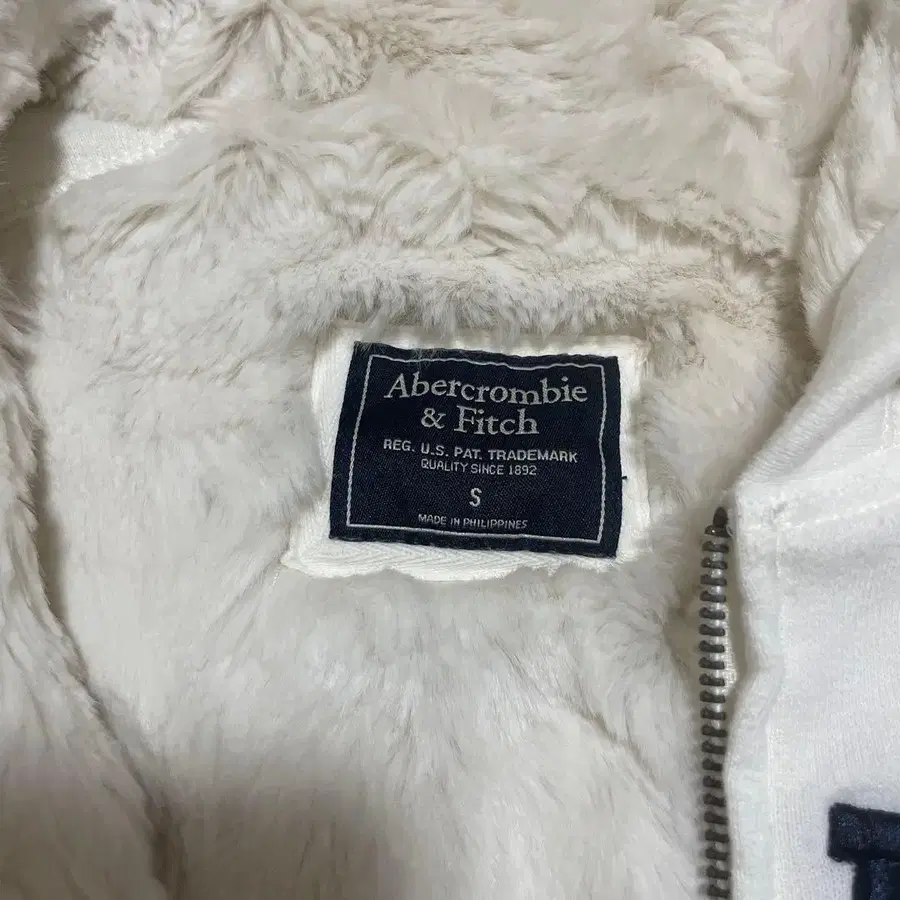 Abercrombie
& Fitch
REG. U.S. PAT. TRADEMARK
QUALITY SINCE 1892
S
MADE IN PHILIPPINES